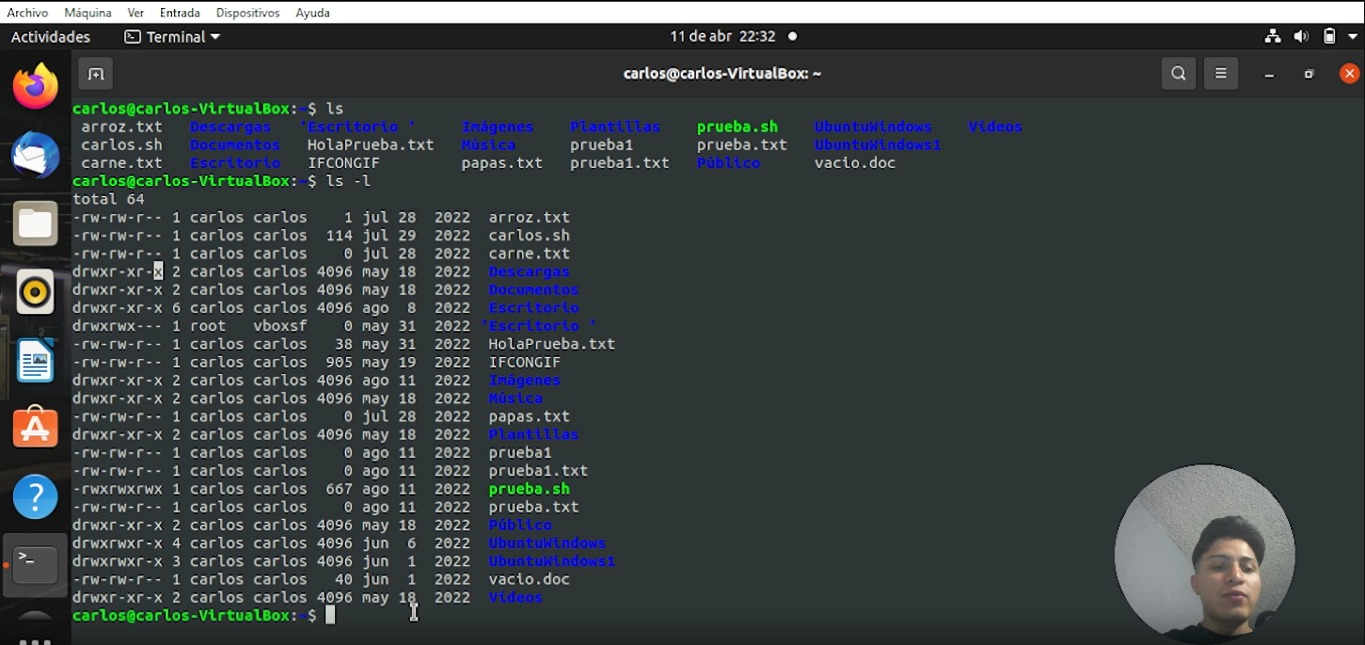 Archivo Máquina Ver Entrada Dispositivos Ayuda
Actividades Terminal 11 de abr 22:32
carlos@carlos-VirtualBox: ~
carlos@carlos-VirtualBox:~$ ls
arroz.txt Descargas 'Escritorio ' Imágenes Plantillas prueba.sh UbuntuWindows Vídeos
carlos.sh Documentos HolaPrueba.txt Música prueba1 prueba.txt UbuntuWindows1
carne.txt Escritorio IFCONGIF papas.txt prueba1.txt Público vacio.doc
carlos@carlos-VirtualBox:~$ ls -l
total 64
-rw-rw-r-- 1 carlos carlos 1 jul 28 2022 arroz.txt
-rw-rw-r-- 1 carlos carlos 114 jul 29 2022 carlos.sh
-rw-rw-r-- 1 carlos carlos 0 jul 28 2022 carne.txt
drwxr-xr-x 2 carlos carlos 4096 may 18 2022 Descargas
drwxr-xr-x 2 carlos carlos 4096 may 18 2022 Documentos
drwxr-xr-x 6 carlos carlos 4096 ago 8 2022 Escritorio
drwxrwx--- 1 root vboxsf 0 may 31 2022 'Escritorio '
-rw-rw-r-- 1 carlos carlos 38 may 31 2022 HolaPrueba.txt
-rw-rw-r-- 1 carlos carlos 905 may 19 2022 IFCONGIF
drwxr-xr-x 2 carlos carlos 4096 ago 11 2022 Imágenes
drwxr-xr-x 2 carlos carlos 4096 may 18 2022 Música
-rw-rw-r-- 1 carlos carlos 0 jul 28 2022 papas.txt
drwxr-xr-x 2 carlos carlos 4096 may 18 2022 Plantillas
-rw-rw-r-- 1 carlos carlos 0 ago 11 2022 prueba1
-rw-rw-r-- 1 carlos carlos 0 ago 11 2022 prueba1.txt
-rwxrwxrwx 1 carlos carlos 667 ago 11 2022 prueba.sh
-rw-rw-r-- 1 carlos carlos 0 ago 11 2022 prueba.txt
drwxr-xr-x 2 carlos carlos 4096 may 18 2022 Público
drwxrwxr-x 4 carlos carlos 4096 jun 6 2022 UbuntuWindows
drwxrwxr-x 3 carlos carlos 4096 jun 1 2022 UbuntuWindows1
-rw-rw-r-- 1 carlos carlos 40 jun 1 2022 vacio.doc
drwxr-xr-x 2 carlos carlos 4096 may 18 2022 Vídeos
carlos@carlos-VirtualBox:~$